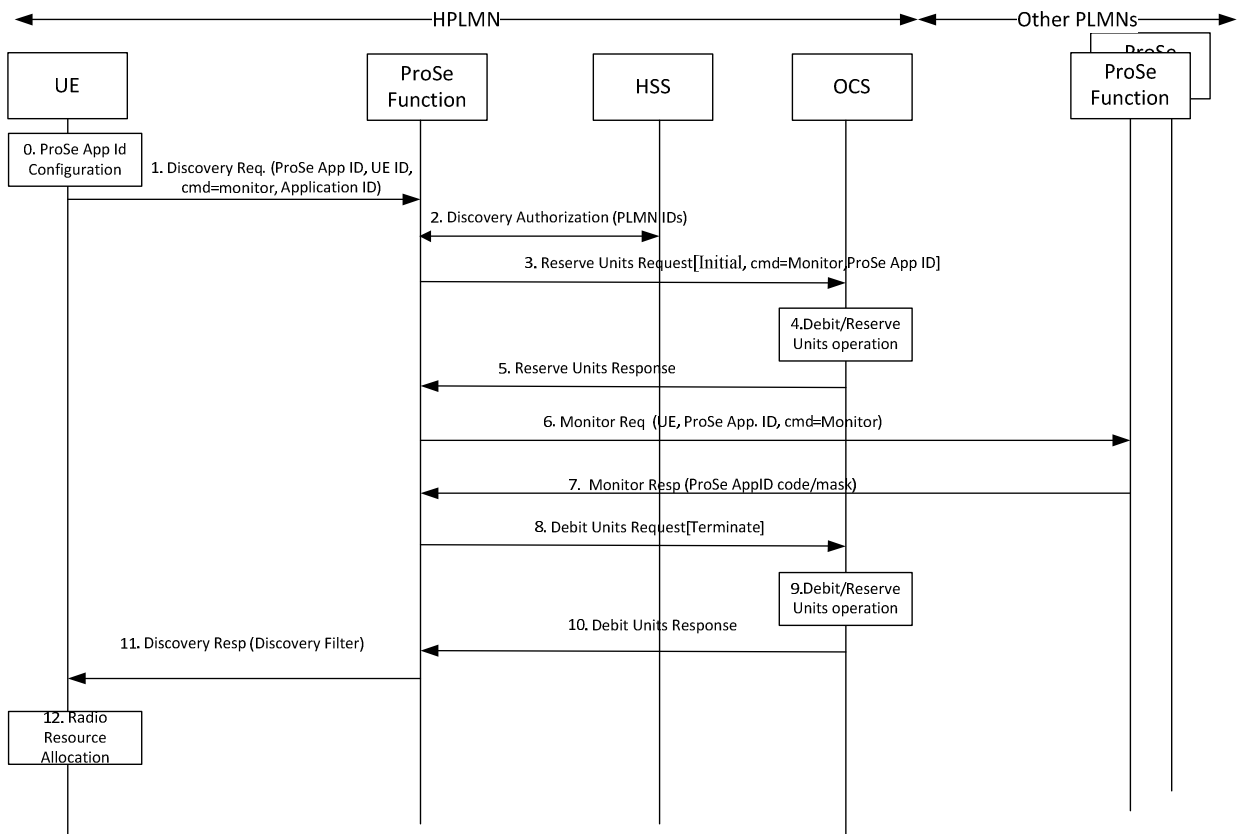 HPLMN
Other PLMNs
UE
ProSe
Function
HSS
OCS
ProSe
ProSe
Function
0. ProSe App Id
Configuration
1. Discovery Req. (ProSe App ID, UE ID,
cmd=monitor, Application ID)
2. Discovery Authorization (PLMN IDs)
3. Reserve Units Request[Initial, cmd=Monitor,ProSe App ID]
4.Debit/Reserve
Units operation
5. Reserve Units Response
6. Monitor Req (UE, ProSe App. ID, cmd=Monitor)
7. Monitor Resp (ProSe AppID code/mask)
8. Debit Units Request[Terminate]
9.Debit/Reserve
Units operation
10. Debit Units Response
11. Discovery Resp (Discovery Filter)
12. Radio
Resource
Allocation